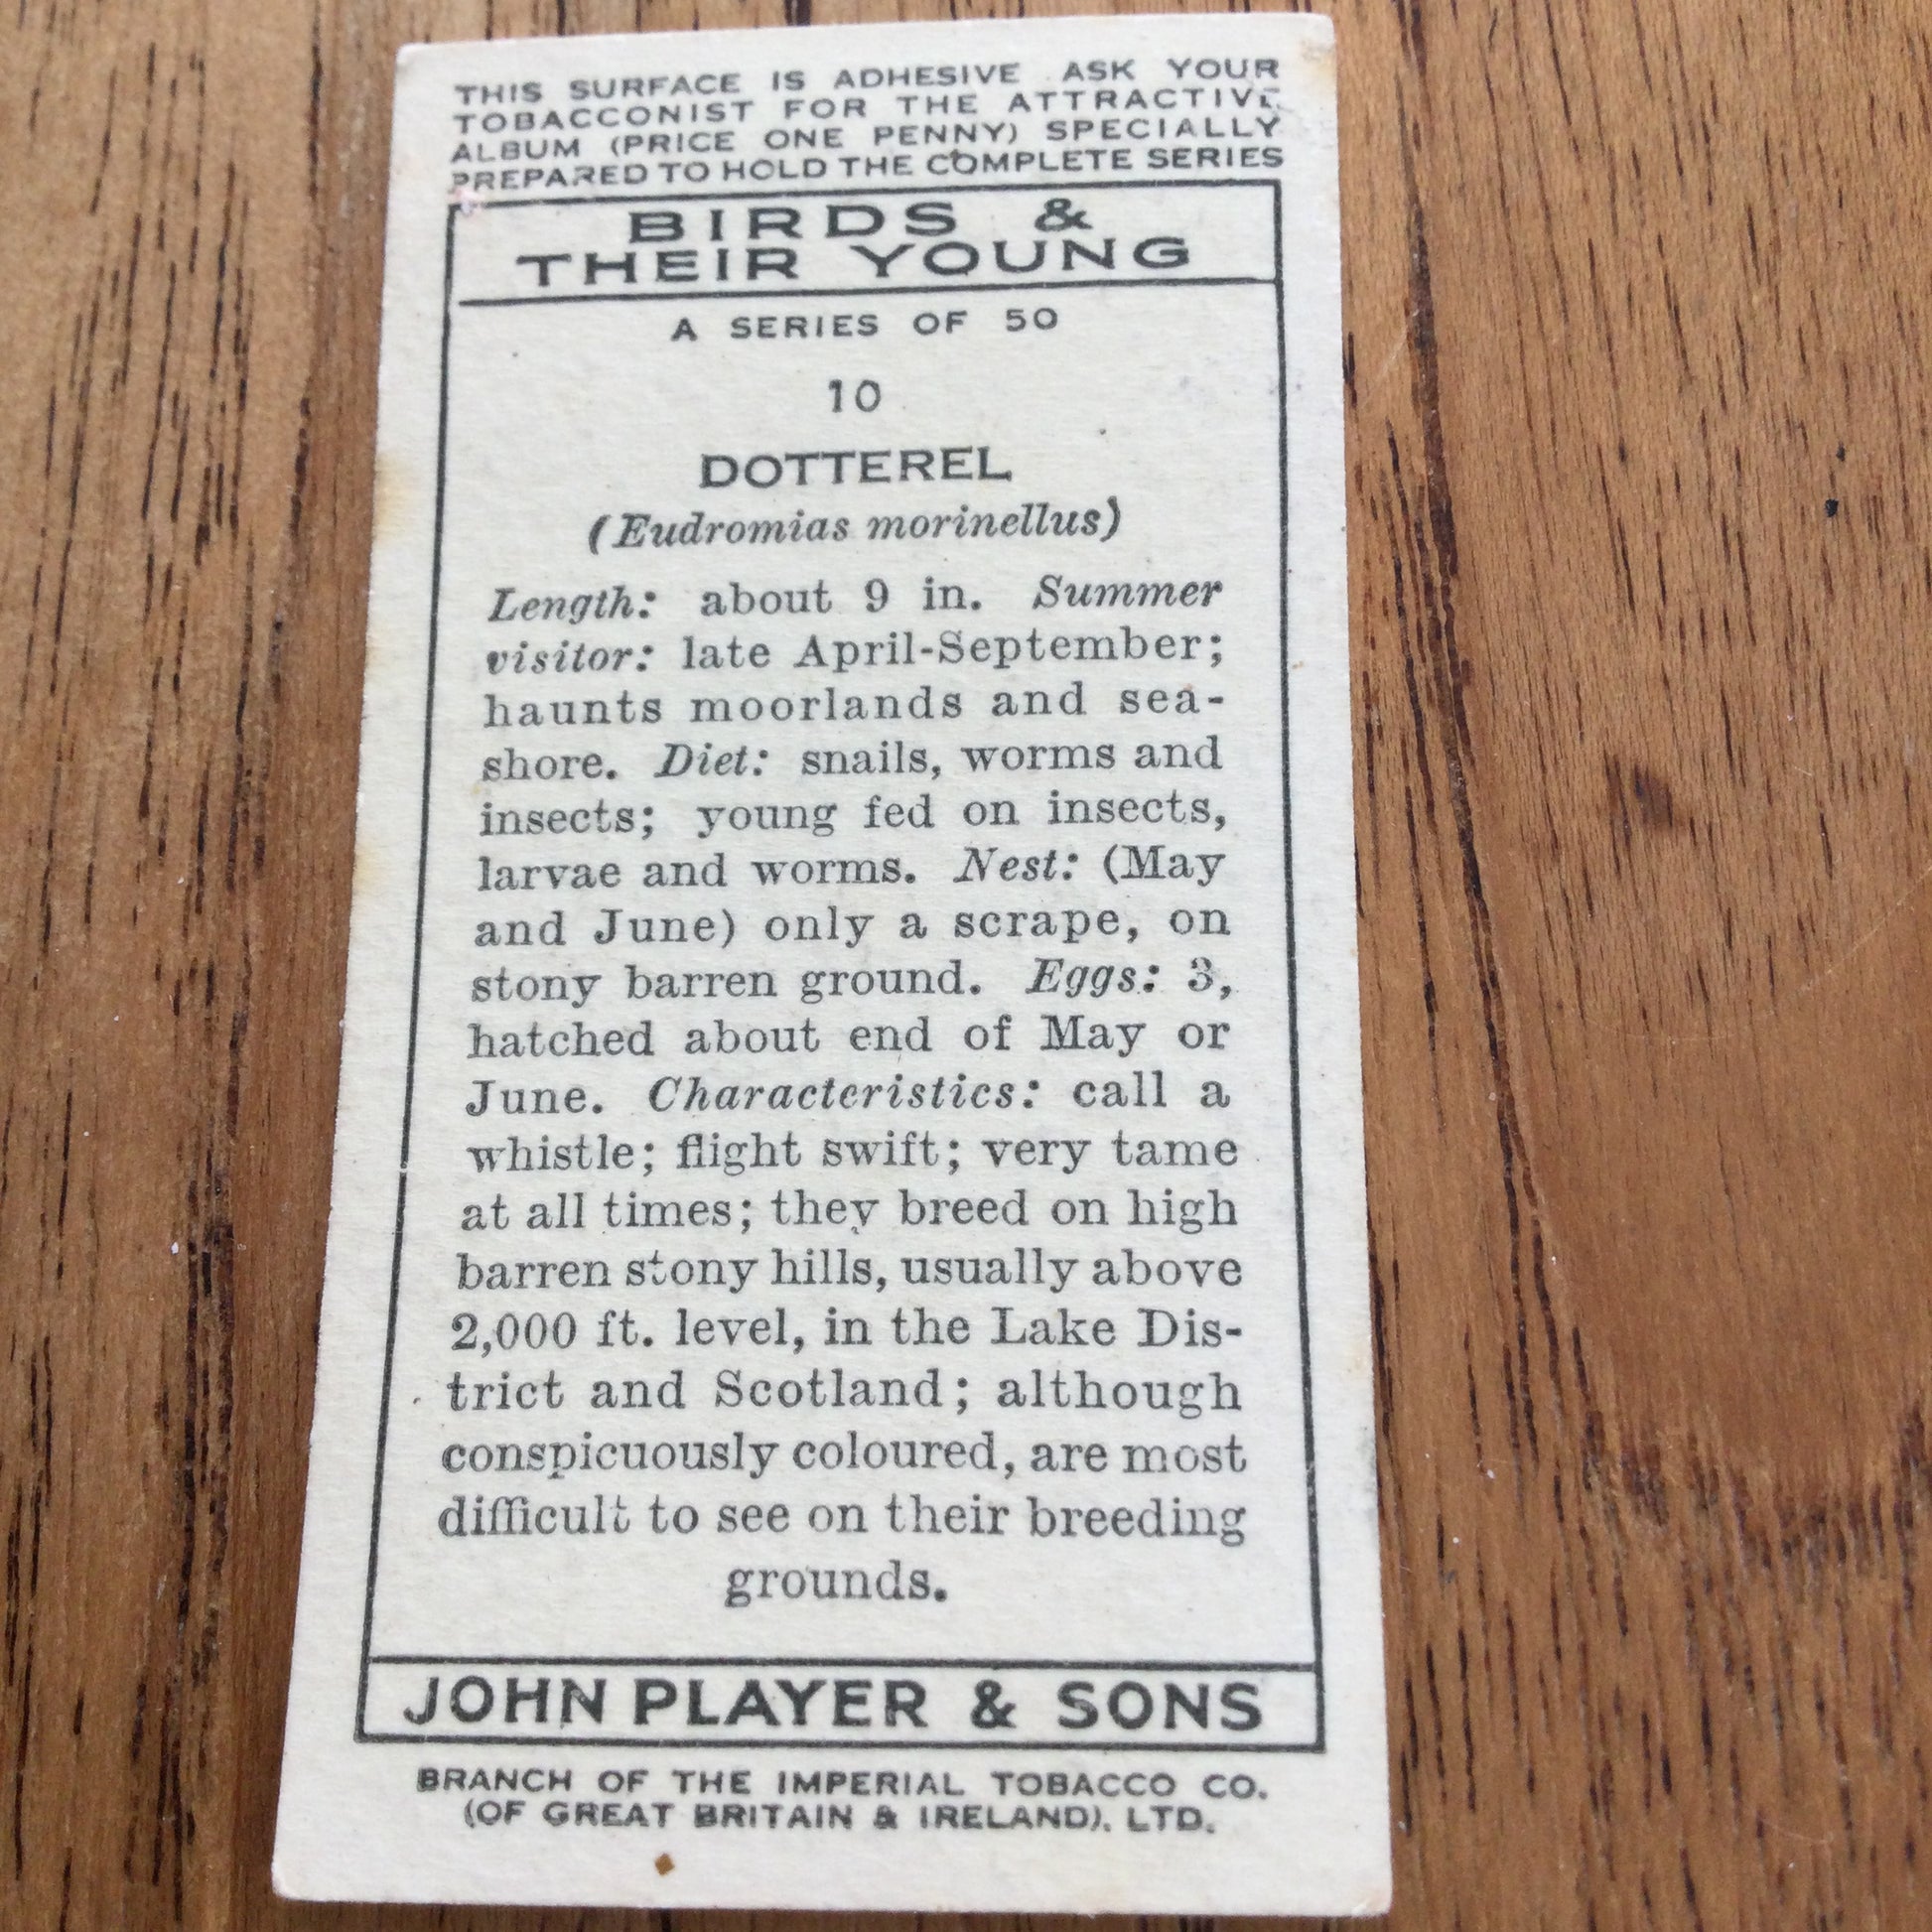 THIS SURFACE IS ADHESIVE ASK YOUR
TOBACCONIST FOR THE ATTRACTIVE
ALBUM (PRICE ONE PENNY) SPECIALLY
PREPARED TO HOLD THE COMPLETE SERIES
BIRDS &
THEIR YOUNG
A SERIES OF 50
10
DOTTEREL
(Eudromias morinellus)
Length: about 9 in. Summer
visitor: late April-September;
haunts moorlands and sea-
shore. Diet: snails, worms and
insects; young fed on insects,
larvae and worms. Nest: (May
and June) only a scrape, on
stony barren ground. Eggs: 3,
hatched about end of May or
June. Characteristics: call a
whistle; flight swift; very tame
at all times; they breed on high
barren stony hills, usually above
2,000 ft. level, in the Lake Dis-
trict and Scotland; although
conspicuously coloured, are most
difficult to see on their breeding
grounds.
JOHN PLAYER & SONS
BRANCH OF THE IMPERIAL TOBACCO CO.
(OF GREAT BRITAIN & IRELAND), LTD.